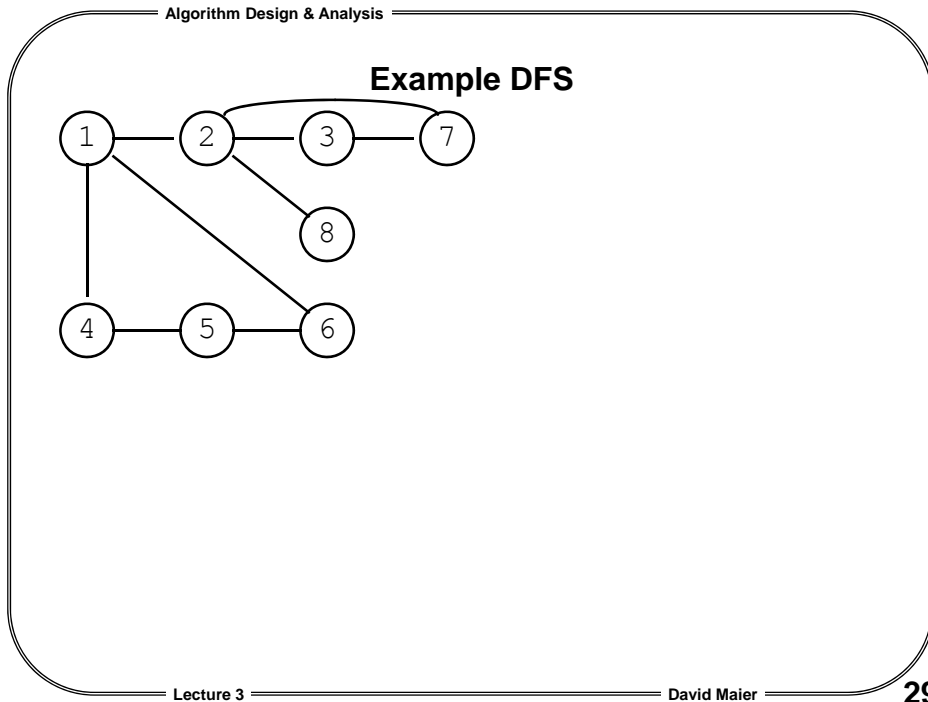 Algorithm Design & Analysis
Example DFS
1 2 3 7
8
4 5 6
Lecture 3 David Maier 29